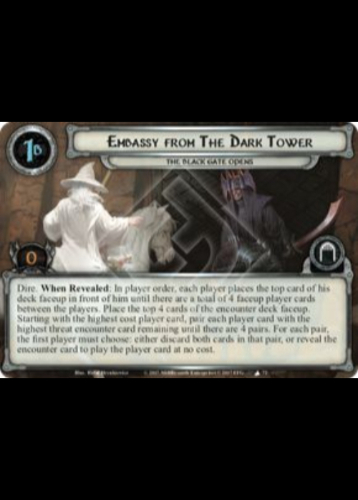 1B
EMBASSY FROM THE DARK TOWER
THE BLACK GATE OPENS
0
Dire. When Revealed: In player order, each player places the top card of his
deck faceup in front of him until there are a total of 4 faceup player cards
between the players. Place the top 4 cards of the encounter deck faceup.
Starting with the highest cost player card, pair each player card with the
highest threat encounter card remaining until there are 4 pairs. For each pair,
the first player must choose: either discard both cards in that pair, or reveal the
encounter card to play the player card at no cost.